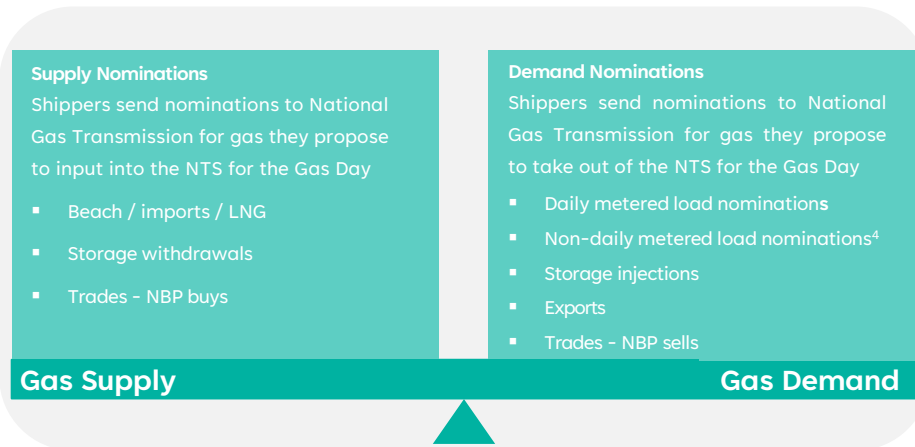 Supply Nominations
Shippers send nominations to National
Gas Transmission for gas they propose
to input into the NTS for the Gas Day
▪ Beach / imports / LNG
▪ Storage withdrawals
▪ Trades - NBP buys
Demand Nominations
Shippers send nominations to National
Gas Transmission for gas they propose
to take out of the NTS for the Gas Day
▪ Daily metered load nominations
▪ Non-daily metered load nominations⁴
▪ Storage injections
▪ Exports
▪ Trades - NBP sells
Gas Supply
Gas Demand